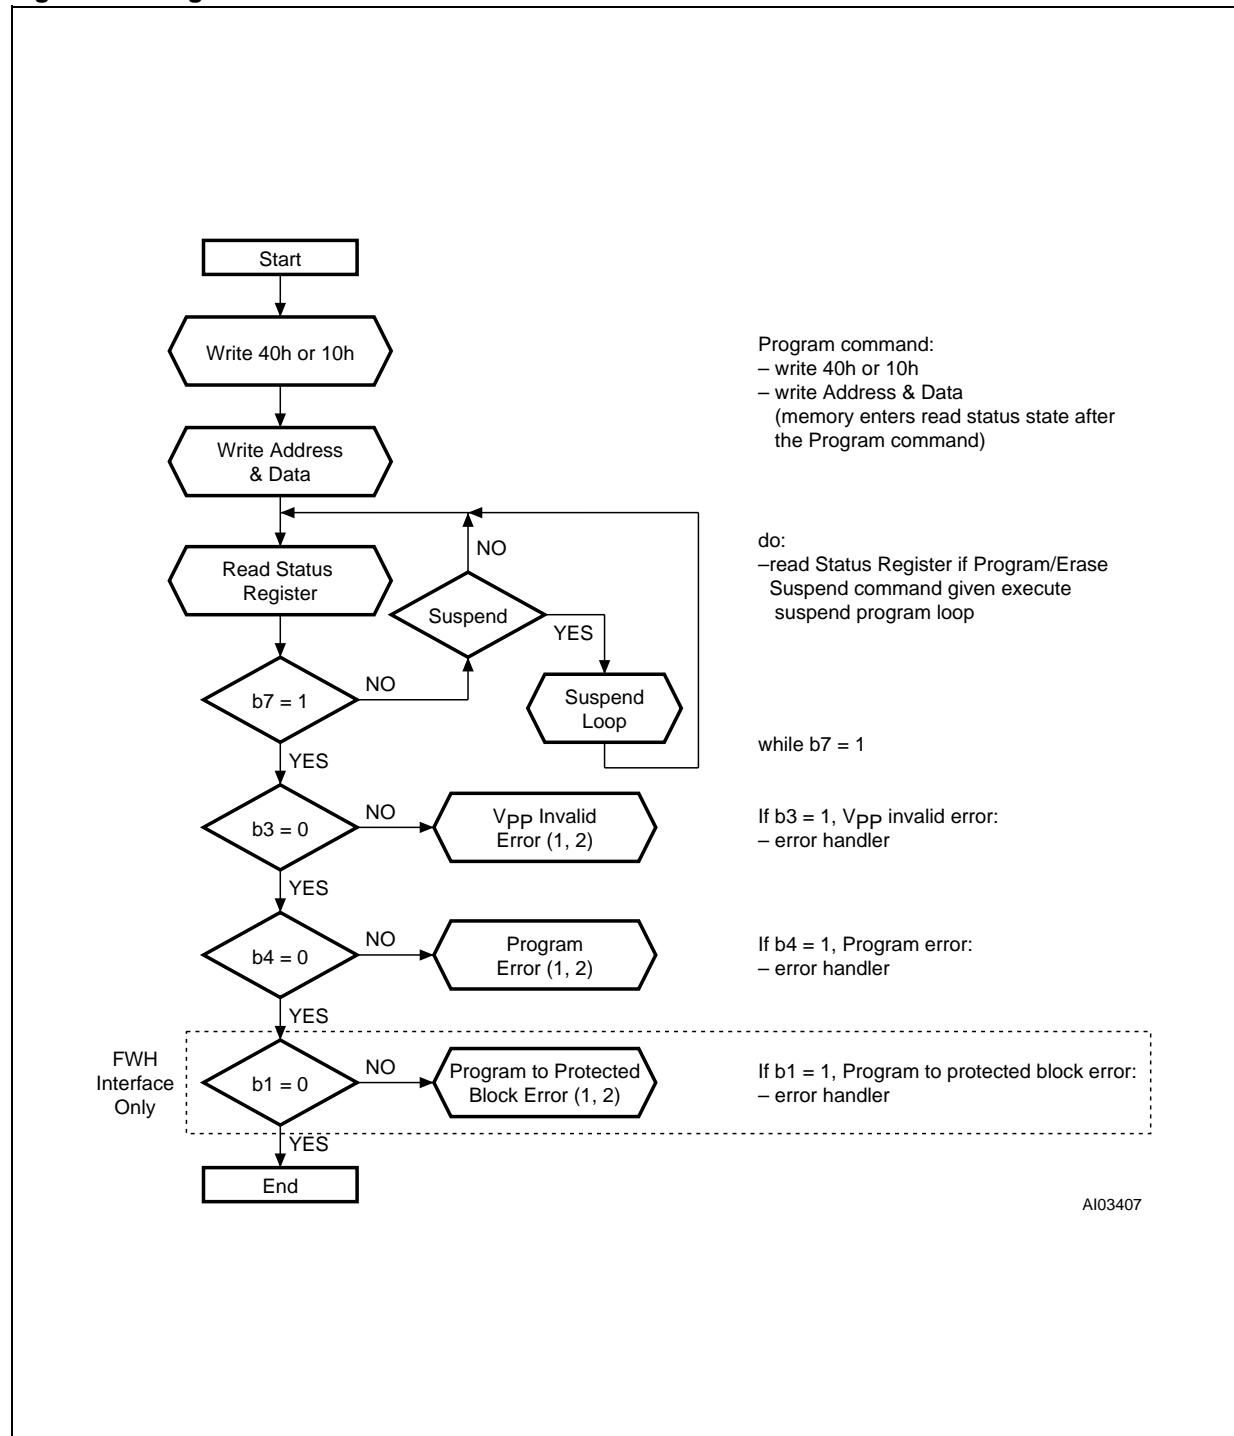 Start
Write 40h or 10h
Program command:
– write 40h or 10h
– write Address & Data
(memory enters read status state after
the Program command)
Write Address
& Data
NO
do:
–read Status Register if Program/Erase
Suspend command given execute
suspend program loop
Read Status
Register
Suspend
YES
b7 = 1
NO
Suspend
Loop
YES
while b7 = 1
b3 = 0
NO
VPP Invalid
Error (1, 2)
If b3 = 1, VPP invalid error:
– error handler
YES
b4 = 0
NO
Program
Error (1, 2)
If b4 = 1, Program error:
– error handler
YES
FWH
Interface
Only
b1 = 0
NO
Program to Protected
Block Error (1, 2)
If b1 = 1, Program to protected block error:
– error handler
YES
End
AI03407